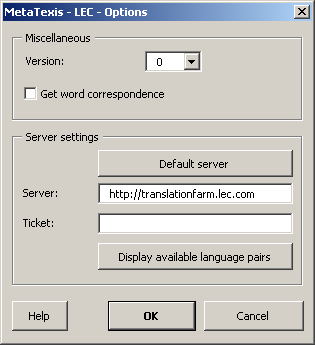 MetaTexis - LEC - Options
Miscellaneous
Version: 0
Get word correspondence
Server settings
Default server
Server: http://translationfarm.lec.com
Ticket:
Display available language pairs
Help OK Cancel